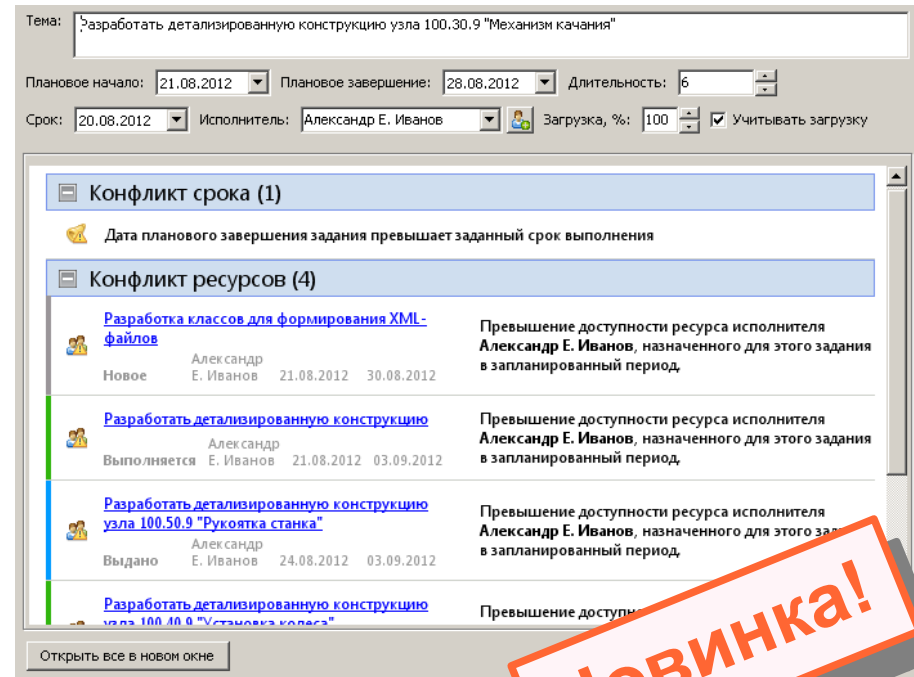 Тема: Разработать детализированную конструкцию узла 100.30.9 "Механизм качания"
Плановое начало: 21.08.2012 Плановое завершение: 28.08.2012 Длительность: 6
Срок: 20.08.2012 Исполнитель: Александр Е. Иванов Загрузка, %: 100 Учитывать загрузку
Конфликт срока (1)
Дата планового завершения задания превышает заданный срок выполнения
Конфликт ресурсов (4)
Разработка классов для формирования XML-
файлов
Александр
Новое Е. Иванов 21.08.2012 30.08.2012
Превышение доступности ресурса исполнителя
Александр Е. Иванов, назначенного для этого задания
в запланированный период.
Разработать детализированную конструкцию
Александр
Выполняется Е. Иванов 21.08.2012 03.09.2012
Превышение доступности ресурса исполнителя
Александр Е. Иванов, назначенного для этого задания
в запланированный период.
Разработать детализированную конструкцию
узла 100.50.9 "Рукоятка станка"
Александр
Выдано Е. Иванов 24.08.2012 03.09.2012
Превышение доступности ресурса исполнителя
Александр Е. Иванов, назначенного для этого
в запланированный период.
Разработать детализированную конструкцию
узла 100.40.9 "Установка колеса"
Превышение
Новинка!
Открыть все в новом окне